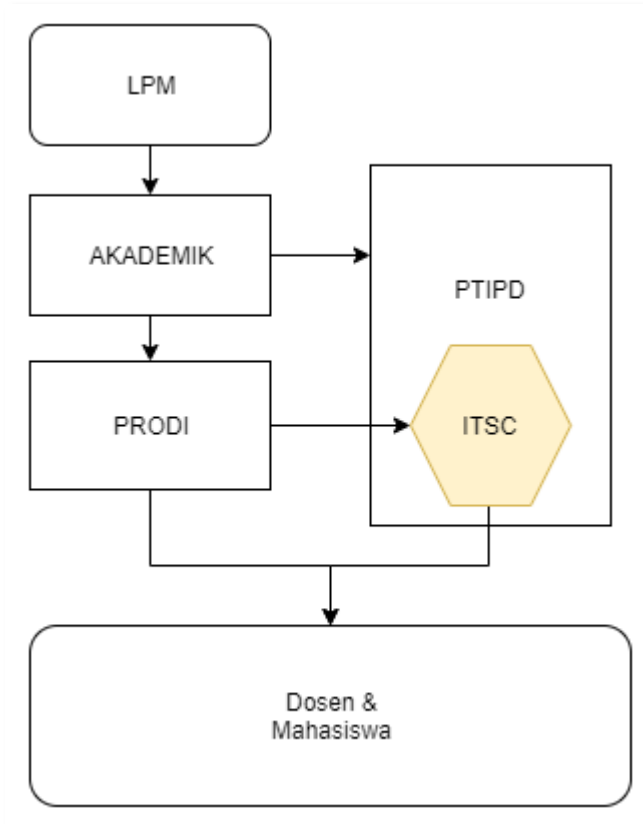 LPM
AKADEMIK
PTIPD
PRODI
ITSC
Dosen &
Mahasiswa